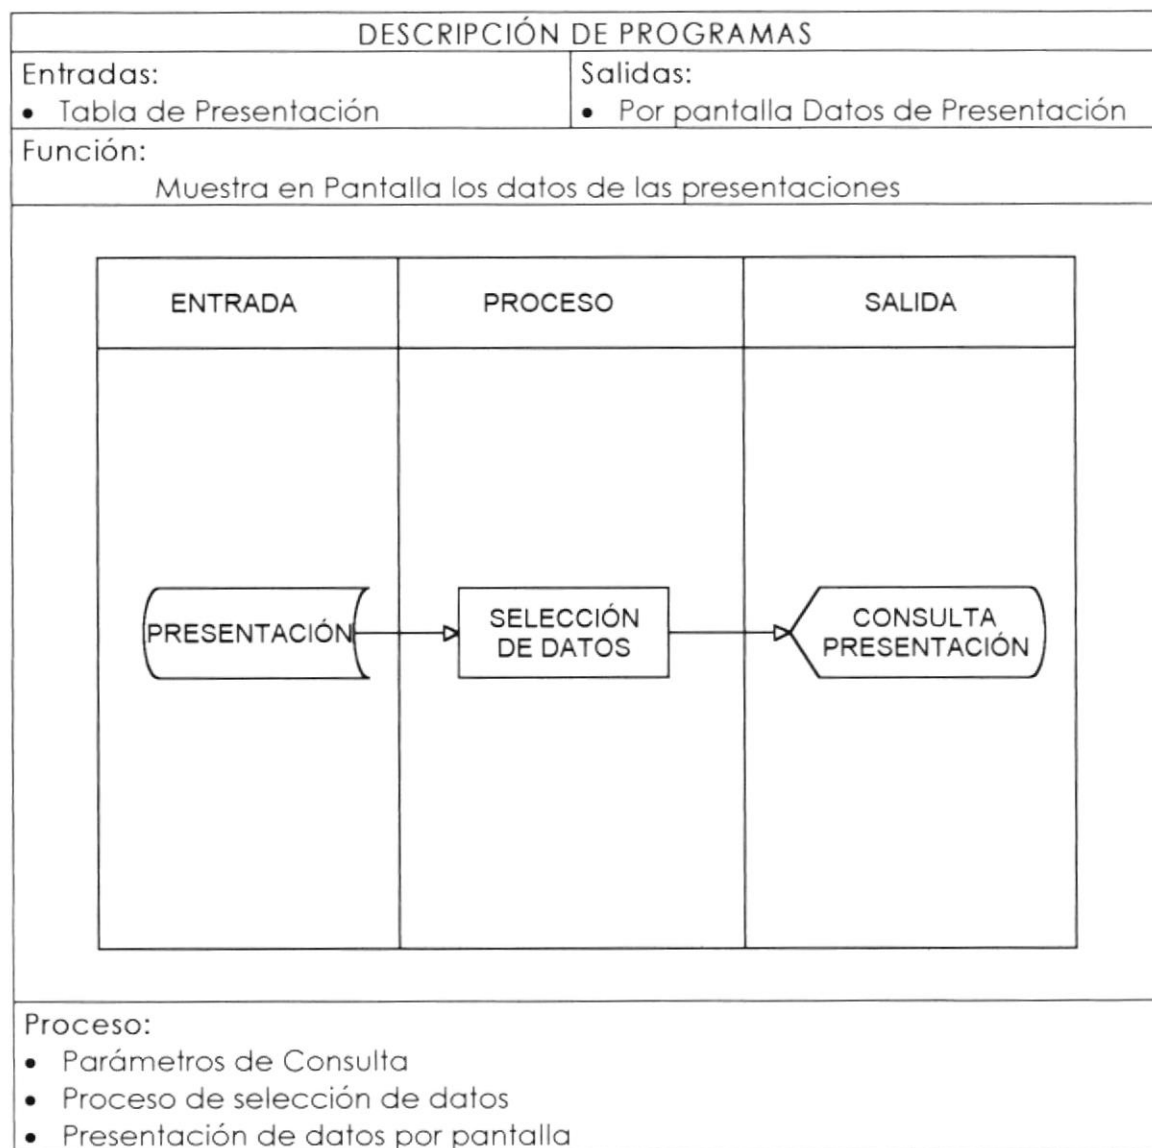 DESCRIPCIÓN DE PROGRAMAS
Entradas:
• Tabla de Presentación
Salidas:
• Por pantalla Datos de Presentación
Función:
Muestra en Pantalla los datos de las presentaciones
ENTRADA
PROCESO
SALIDA
PRESENTACIÓN
SELECCIÓN
DE DATOS
CONSULTA
PRESENTACIÓN
Proceso:
• Parámetros de Consulta
• Proceso de selección de datos
• Presentación de datos por pantalla